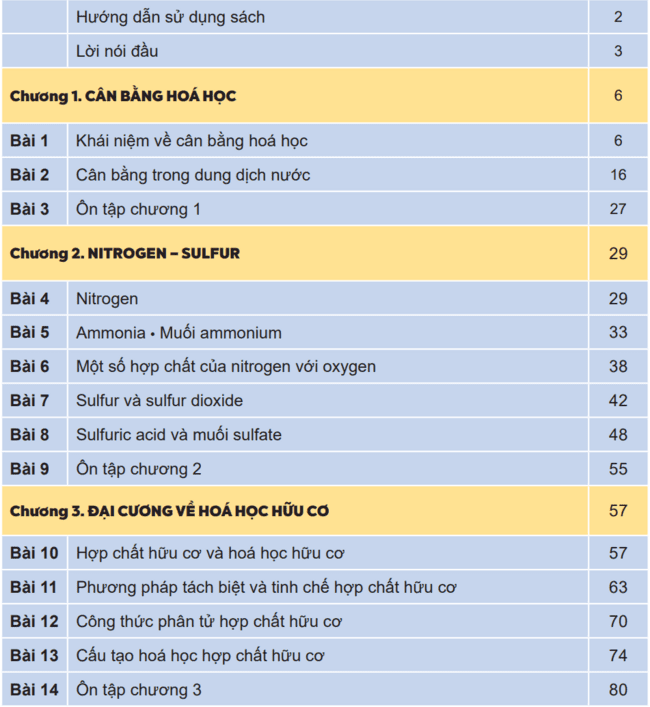 Hướng dẫn sử dụng sách 2
Lời nói đầu 3
Chương 1. CÂN BẰNG HOÁ HỌC 6
Bài 1 Khái niệm về cân bằng hoá học 6
Bài 2 Cân bằng trong dung dịch nước 16
Bài 3 Ôn tập chương 1 27
Chương 2. NITROGEN – SULFUR 29
Bài 4 Nitrogen 29
Bài 5 Ammonia • Muối ammonium 33
Bài 6 Một số hợp chất của nitrogen với oxygen 38
Bài 7 Sulfur và sulfur dioxide 42
Bài 8 Sulfuric acid và muối sulfate 48
Bài 9 Ôn tập chương 2 55
Chương 3. ĐẠI CƯƠNG VỀ HOÁ HỌC HỮU CƠ 57
Bài 10 Hợp chất hữu cơ và hoá học hữu cơ 57
Bài 11 Phương pháp tách biệt và tinh chế hợp chất hữu cơ 63
Bài 12 Công thức phân tử hợp chất hữu cơ 70
Bài 13 Cấu tạo hoá học hợp chất hữu cơ 74
Bài 14 Ôn tập chương 3 80